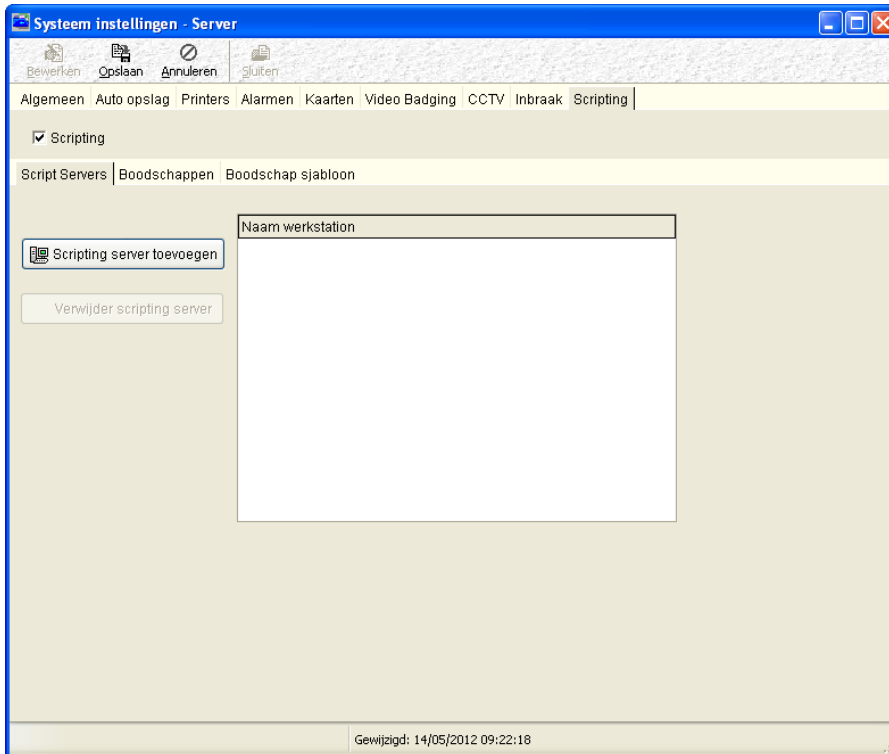 Systeem instellingen - Server
Bewerken Opslaan Annuleren Sluiten
Algemeen Auto opslag Printers Alarmen Kaarten Video Badging CCTV Inbraak Scripting
Scripting
Script Servers Boodschappen Boodschap sjabloon
Naam werkstation
Scripting server toevoegen
Verwijder scripting server
Gewijzigd: 14/05/2012 09:22:18